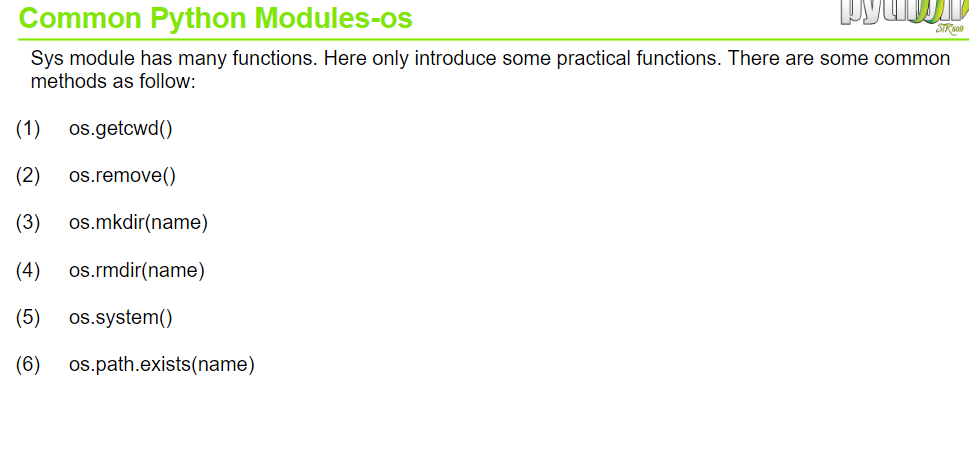 Common Python Modules-os
Sys module has many functions. Here only introduce some practical functions. There are some common
methods as follow:
(1) os.getcwd()
(2) os.remove()
(3) os.mkdir(name)
(4) os.rmdir(name)
(5) os.system()
(6) os.path.exists(name)